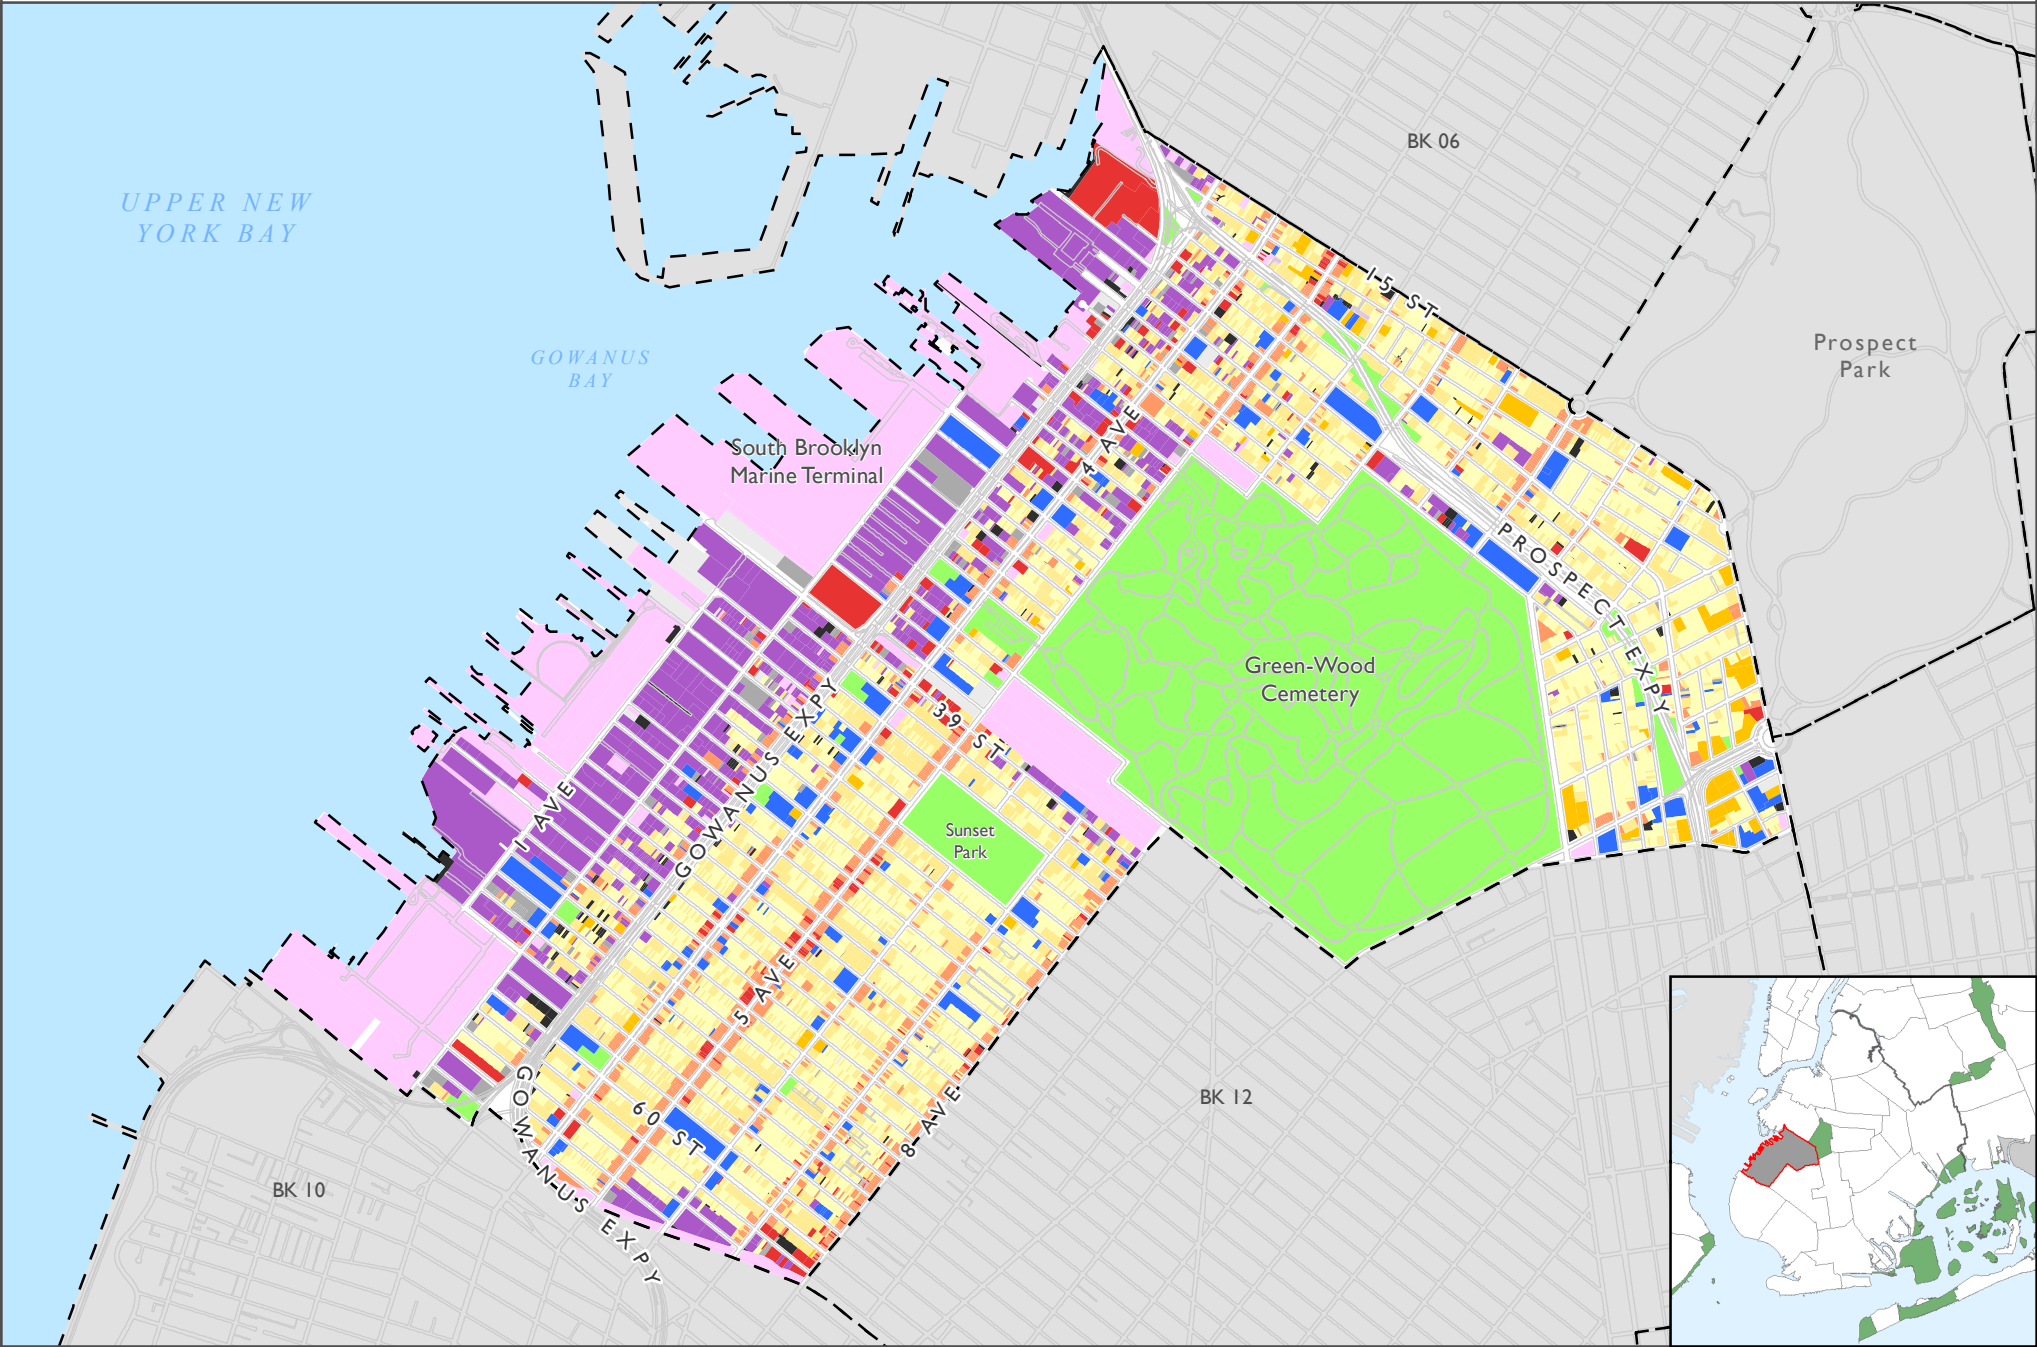 BK 06
UPPER NEW
YORK BAY
15 ST
Prospect
Park
GOWANUS
BAY
4 AVE
South Brooklyn
Marine Terminal
PROSPECT EXPY
Green-Wood
Cemetery
39 ST
GOWANUS EXPY
1 AVE
Sunset
Park
5 AVE
60 ST
8 AVE
BK 12
GOWANUS EXPY
BK 10